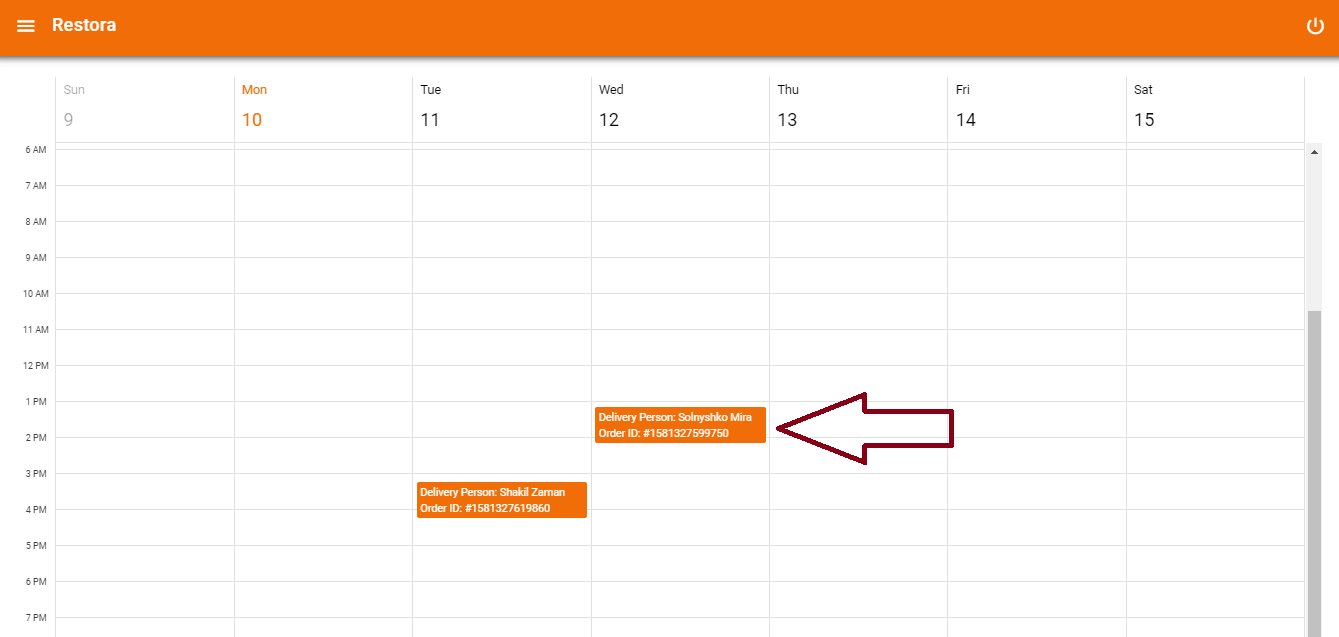 Restora
Sun Mon Tue Wed Thu Fri Sat
9 10 11 12 13 14 15
6 AM
7 AM
8 AM
9 AM
10 AM
11 AM
12 PM
1 PM
Delivery Person: Solnyshko Mira
Order ID: #1581327599750
2 PM
3 PM
Delivery Person: Shakil Zaman
Order ID: #1581327619860
4 PM
5 PM
6 PM
7 PM